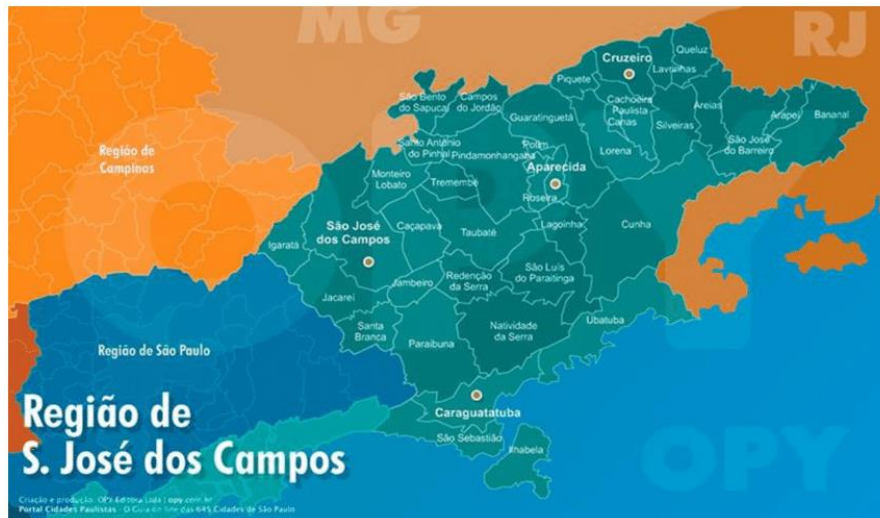 MG
RJ
Queluz
Cruzeiro
Lavrinhas
Piquete
São Bento
do Sapucaí
Campos
do Jordão
Cachoeira
Paulista
Canas
Areias
Arapeí
Bananal
Guaratinguetá
Silveiras
São José
do Barreiro
Região de
Campinas
Santo Antônio
do Pinhal
Pindamonhangaba
Potim
Lorena
Aparecida
Monteiro
Lobato
Tremembé
Roseira
São José
dos Campos
Caçapava
Taubaté
Lagoinha
Cunha
Igaratá
Jambeiro
Redenção
da Serra
São Luís
do Paraitinga
Jacareí
Santa
Branca
Paraibuna
Natividade
da Serra
Ubatuba
Região de São Paulo
Caraguatatuba
São Sebastião
Ilhabela
Região de
S. José dos Campos
OPY
OPY
Criação e produção: OPY Editora Ltda | opy.com.br
Portal Cidades Paulistas - O Guia on line das 645 Cidades de São Paulo